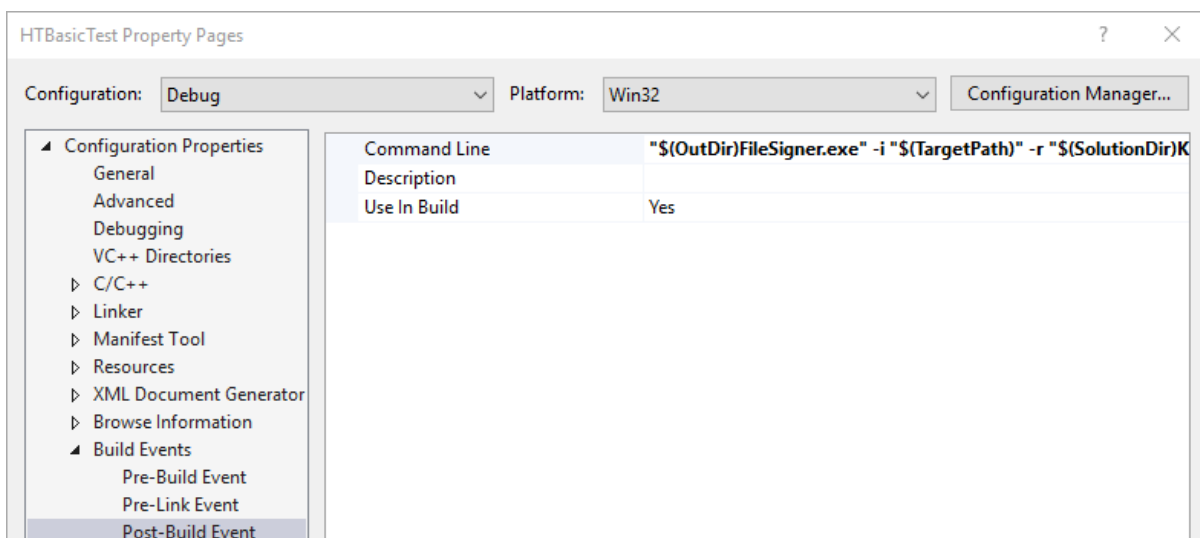 HTBasicTest Property Pages ?
Configuration: Debug Platform: Win32 Configuration Manager...
Configuration Properties
General
Advanced
Debugging
VC++ Directories
C/C++
Linker
Manifest Tool
Resources
XML Document Generator
Browse Information
Build Events
Pre-Build Event
Pre-Link Event
Post-Build Event
Command Line "$(OutDir)FileSigner.exe" -i "$(TargetPath)" -r "$(SolutionDir)K
Description
Use In Build Yes